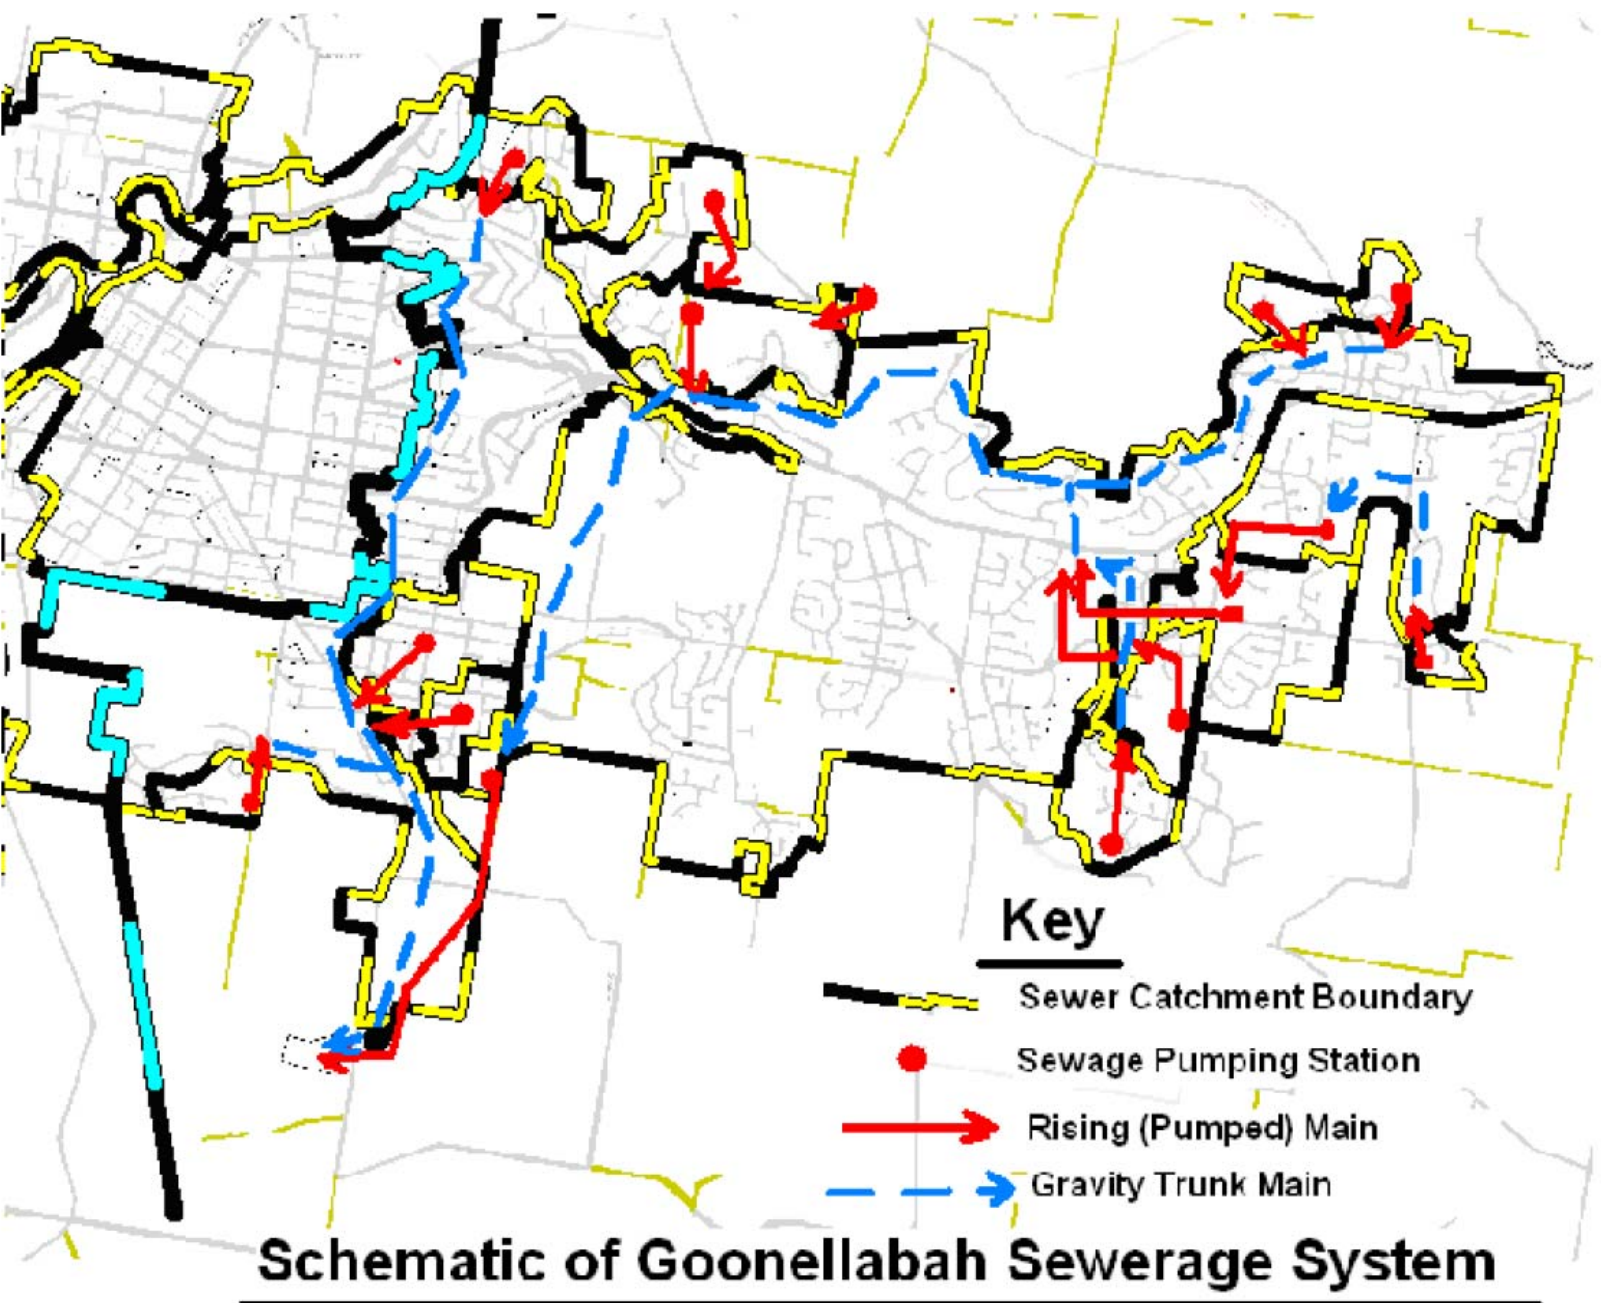 Key
Sewer Catchment Boundary
Sewage Pumping Station
Rising (Pumped) Main
Gravity Trunk Main
Schematic of Goonellabah Sewerage System